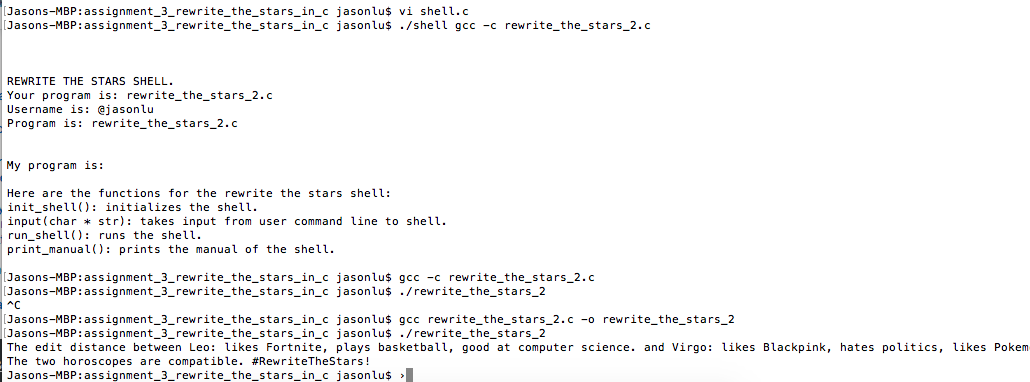 [Jasons-MBP:assignment_3_rewrite_the_stars_in_c jasonlu$ vi shell.c
[Jasons-MBP:assignment_3_rewrite_the_stars_in_c jasonlu$ ./shell gcc -c rewrite_the_stars_2.c
REWRITE THE STARS SHELL.
Your program is: rewrite_the_stars_2.c
Username is: @jasonlu
Program is: rewrite_the_stars_2.c
My program is:
Here are the functions for the rewrite the stars shell:
init_shell(): initializes the shell.
input(char * str): takes input from user command line to shell.
run_shell(): runs the shell.
print_manual(): prints the manual of the shell.
[Jasons-MBP:assignment_3_rewrite_the_stars_in_c jasonlu$ gcc -c rewrite_the_stars_2.c
[Jasons-MBP:assignment_3_rewrite_the_stars_in_c jasonlu$ ./rewrite_the_stars_2
^C
[Jasons-MBP:assignment_3_rewrite_the_stars_in_c jasonlu$ gcc rewrite_the_stars_2.c -o rewrite_the_stars_2
[Jasons-MBP:assignment_3_rewrite_the_stars_in_c jasonlu$ ./rewrite_the_stars_2
The edit distance between Leo: likes Fortnite, plays basketball, good at computer science. and Virgo: likes Blackpink, hates politics, likes Pokem
The two horoscopes are compatible. #RewriteTheStars!
Jasons-MBP:assignment_3_rewrite_the_stars_in_c jasonlu$ ›